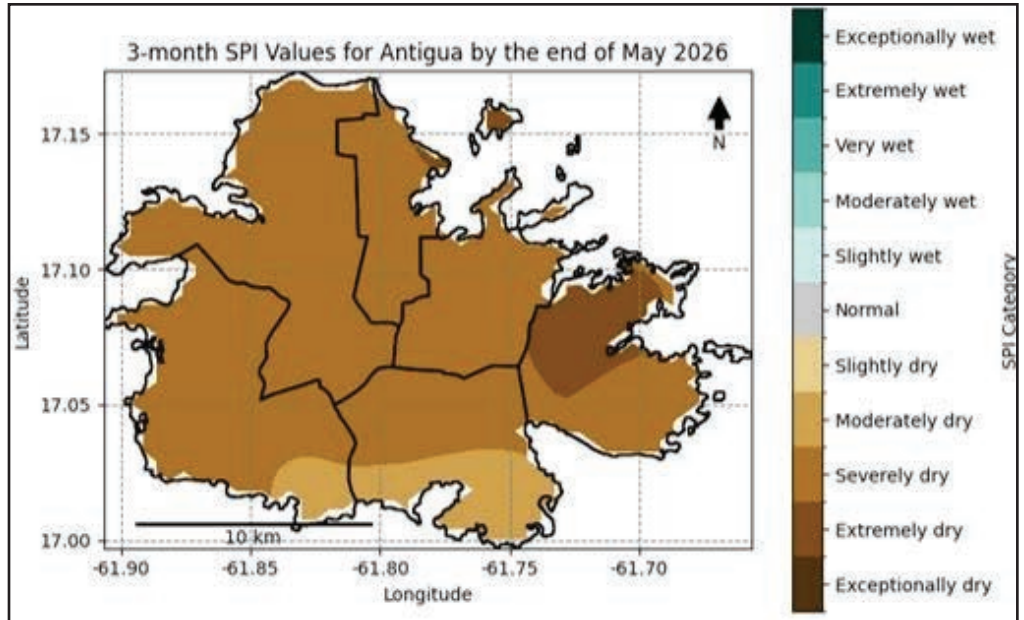 3-month SPI Values for Antigua by the end of May 2026
N
17.15
17.10
17.05
17.00
Latitude
10 km
-61.90
-61.85
-61.80
-61.75
-61.70
Longitude
Exceptionally wet
Extremely wet
Very wet
Moderately wet
Slightly wet
Normal
Slightly dry
Moderately dry
Severely dry
Extremely dry
Exceptionally dry
SPI Category